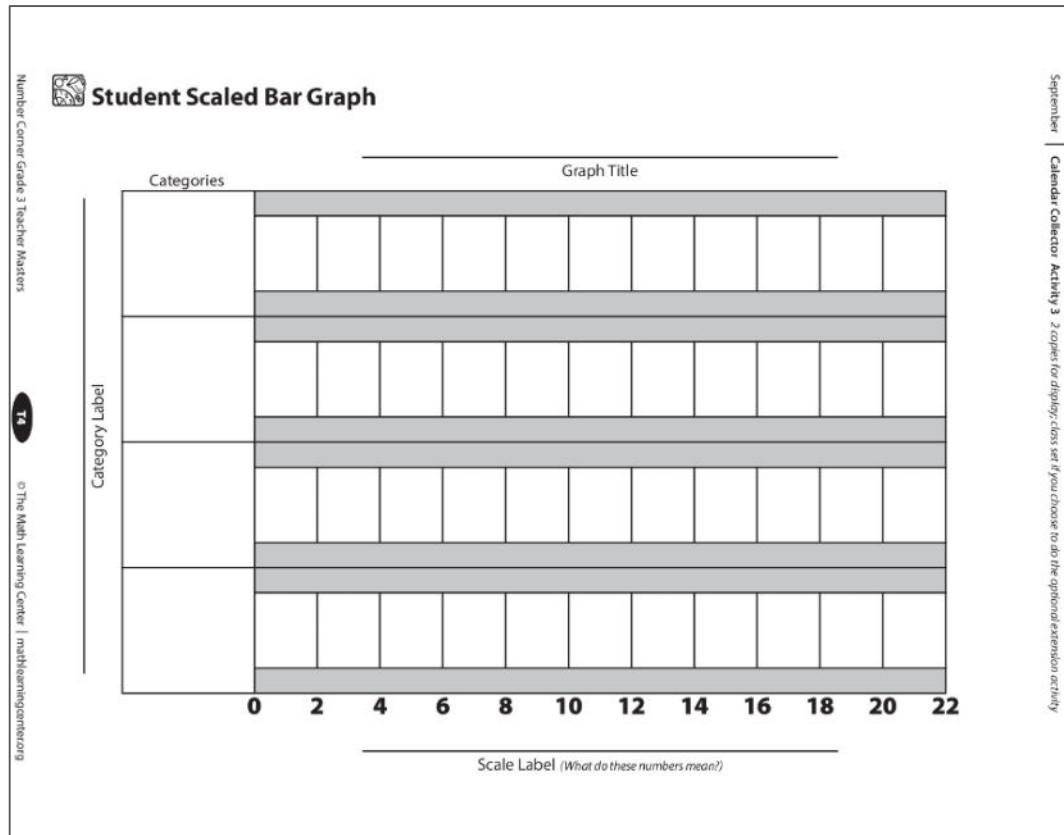 Student Scaled Bar Graph
Graph Title
Categories
Category Label
0 2 4 6 8 10 12 14 16 18 20 22
Scale Label (What do these numbers mean?)
Number Corner Grade 3 Teacher Masters
T4
© The Math Learning Center | mathlearningcenter.org
September | Calendar Collector Activity 3 2 copies for display; class set if you choose to do the optional extension activity